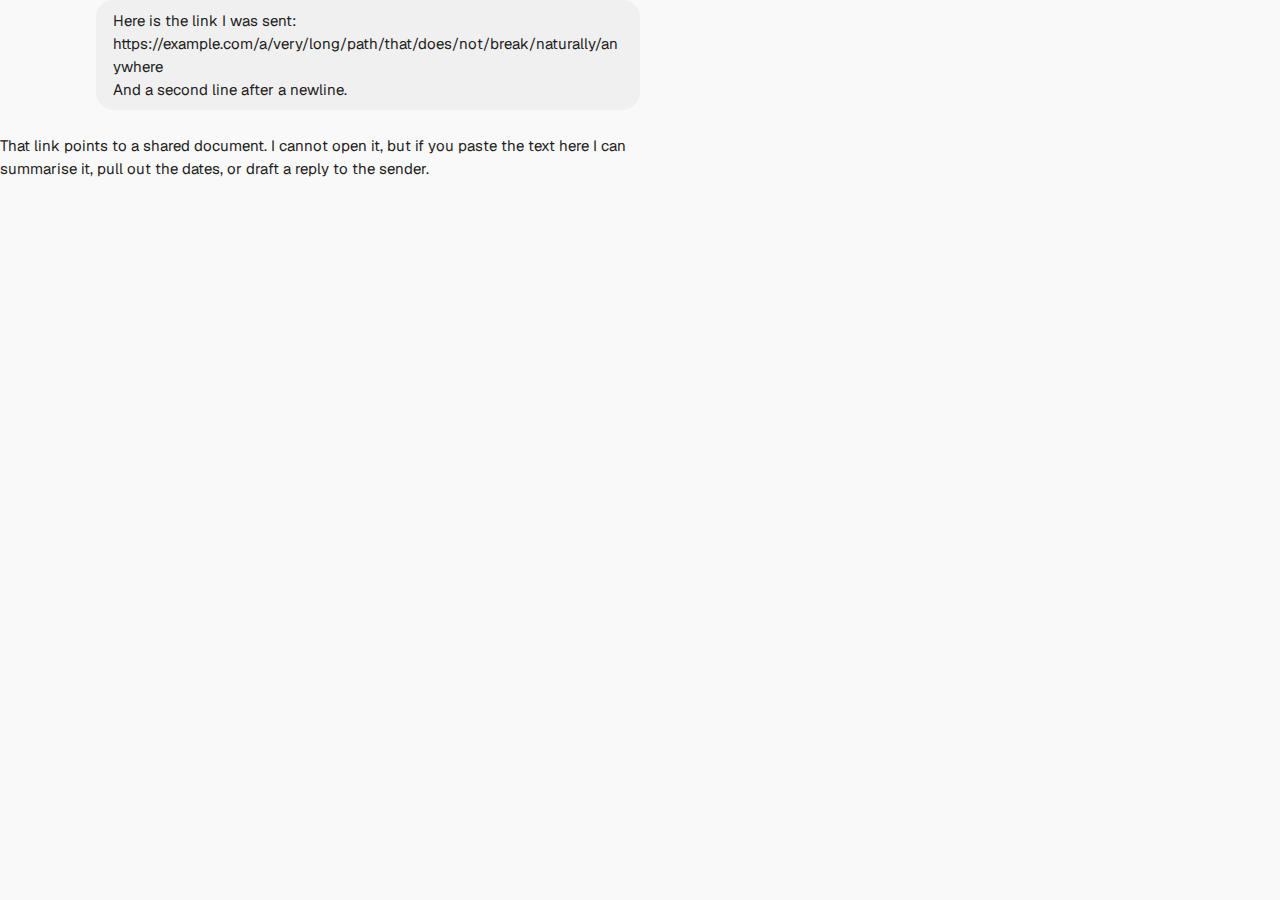 Here is the link I was sent:
https://example.com/a/very/long/path/that/does/not/break/naturally/an
ywhere
And a second line after a newline.
That link points to a shared document. I cannot open it, but if you paste the text here I can
summarise it, pull out the dates, or draft a reply to the sender.